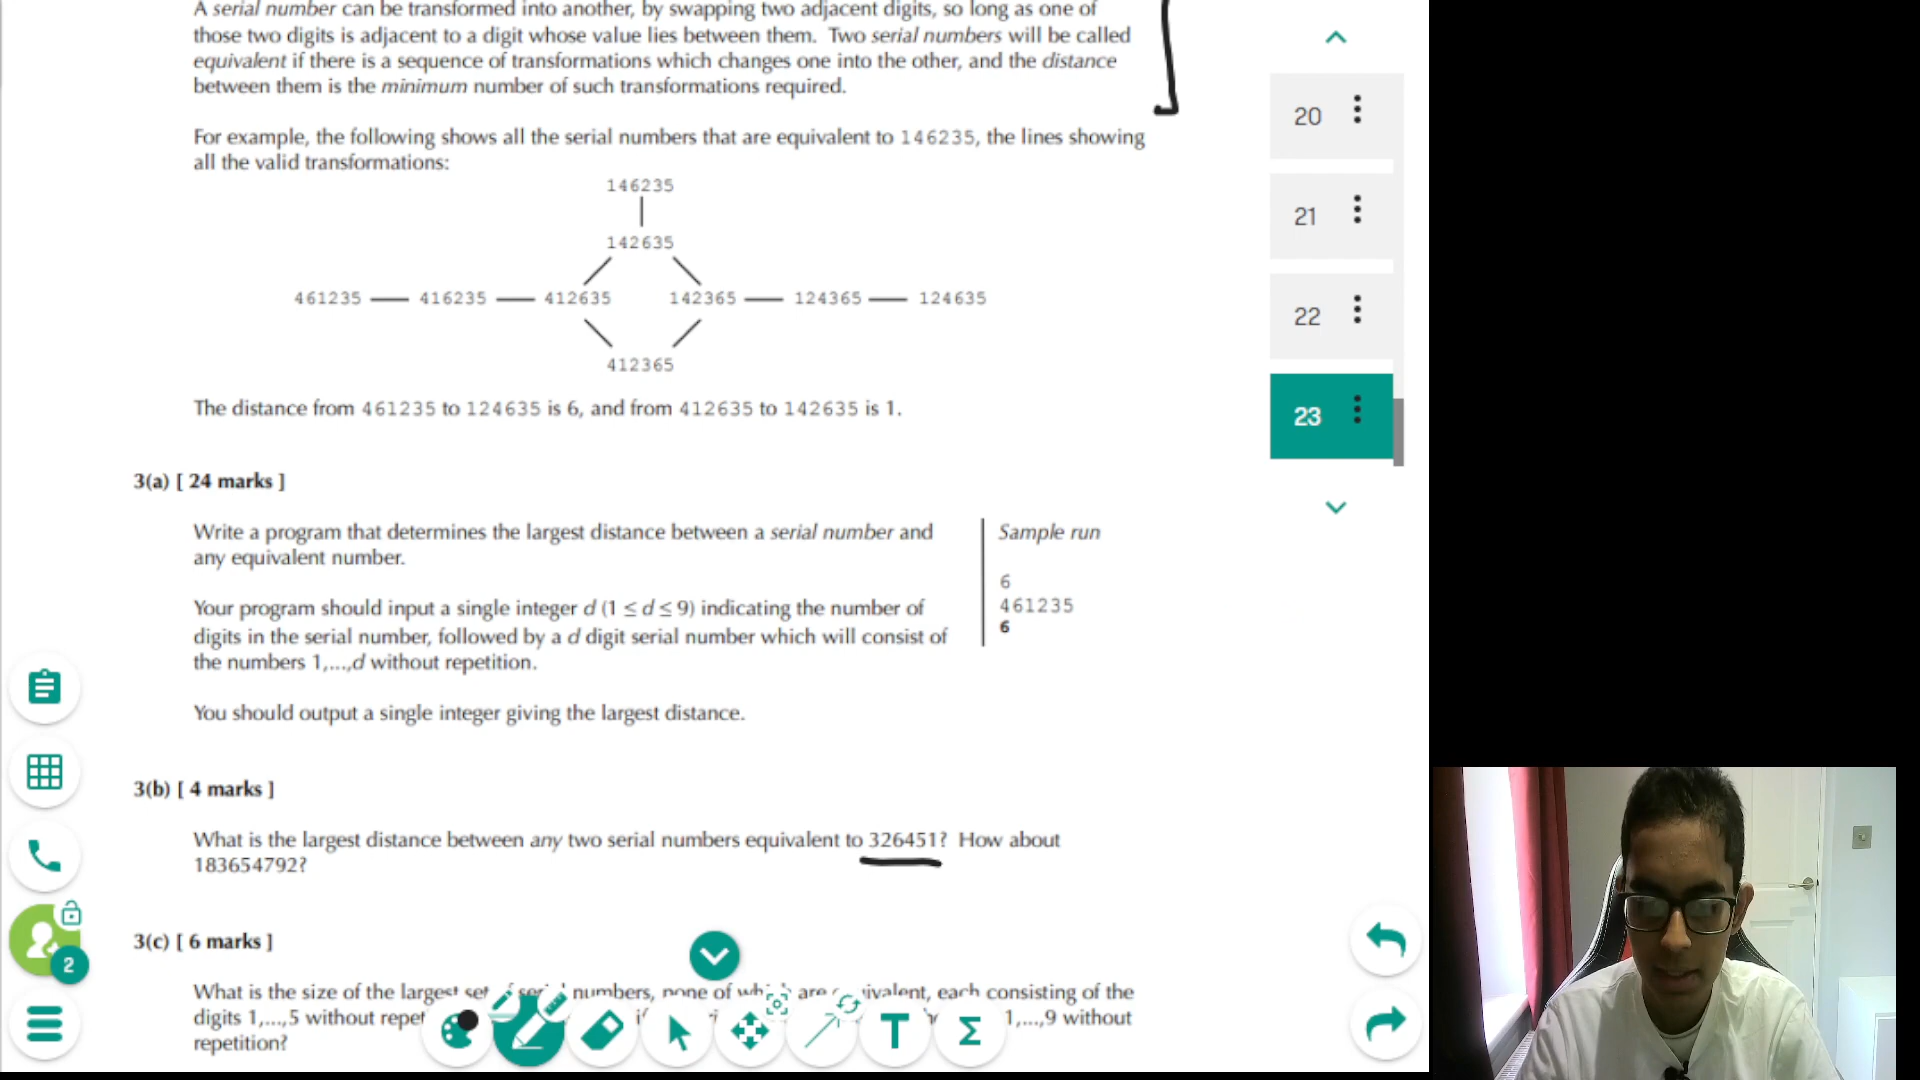 A serial number can be transformed into another, by swapping two adjacent digits, so long as one of
those two digits is adjacent to a digit whose value lies between them. Two serial numbers will be called
equivalent if there is a sequence of transformations which changes one into the other, and the distance
between them is the minimum number of such transformations required.
For example, the following shows all the serial numbers that are equivalent to 146235, the lines showing
all the valid transformations:
146235
142635
461235 416235 412635 142365 124365 124635
412365
The distance from 461235 to 124635 is 6, and from 412635 to 142635 is 1.
3(a) [ 24 marks ]
Write a program that determines the largest distance between a serial number and
any equivalent number.
Your program should input a single integer d (1 ≤ d ≤ 9) indicating the number of
digits in the serial number, followed by a d digit serial number which will consist of
the numbers 1,...,d without repetition.
You should output a single integer giving the largest distance.
Sample run
6
461235
6
3(b) [ 4 marks ]
What is the largest distance between any two serial numbers equivalent to 326451? How about
183654792?
3(c) [ 6 marks ]
What is the size of the largest set numbers, none of are each consisting of the
digits 1,...,5 without 1,...,9 without
repetition?
20
21
22
23
2
T
Σ